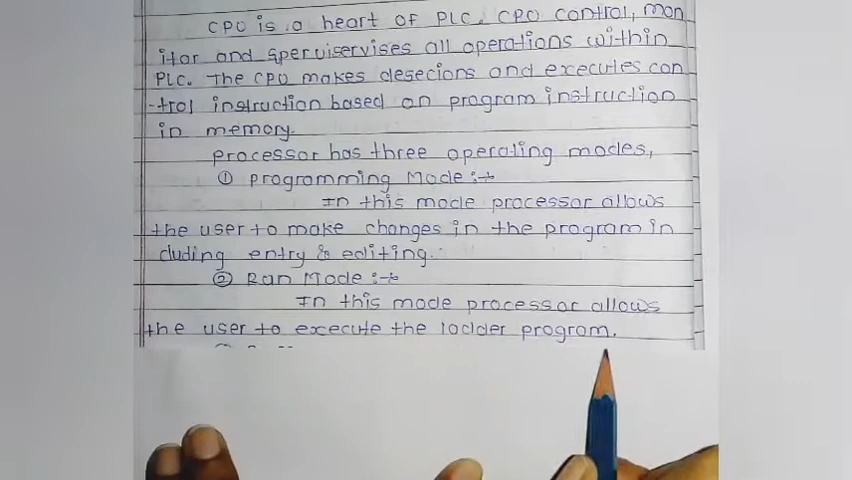 CPU is a heart of PLC. CPU control, mon
itor and sperviservises all operations within
PLC. The CPU makes desecions and executes con
-trol instruction based on program instruction
in memory.
Processor has three operating modes,
① Programming Mode :→
In this mode processor allows
the user to make changes in the program in
cluding entry & editing.
② Run Mode :→
In this mode processor allows
the user to execute the ladder program.